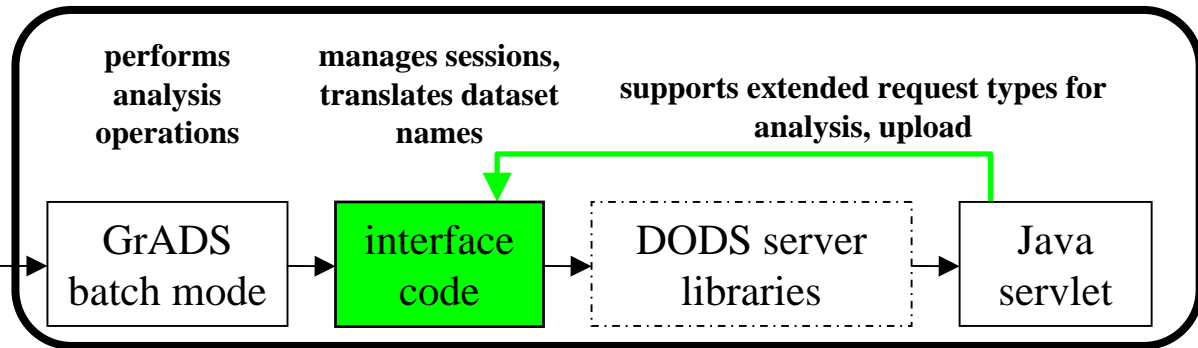 performs
analysis
operations
manages sessions,
translates dataset
names
supports extended request types for
analysis, upload
GrADS
batch mode
interface
code
DODS server
libraries
Java
servlet